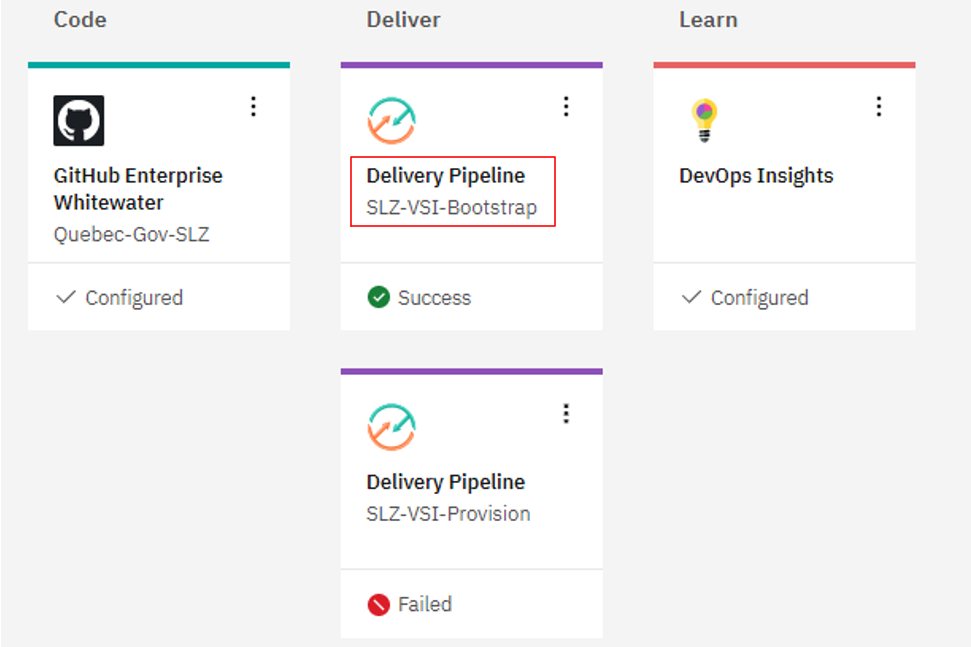 Code
Deliver
Learn
GitHub Enterprise
Whitewater
Quebec-Gov-SLZ
Configured
Delivery Pipeline
SLZ-VSI-Bootstrap
Success
DevOps Insights
Configured
Delivery Pipeline
SLZ-VSI-Provision
Failed